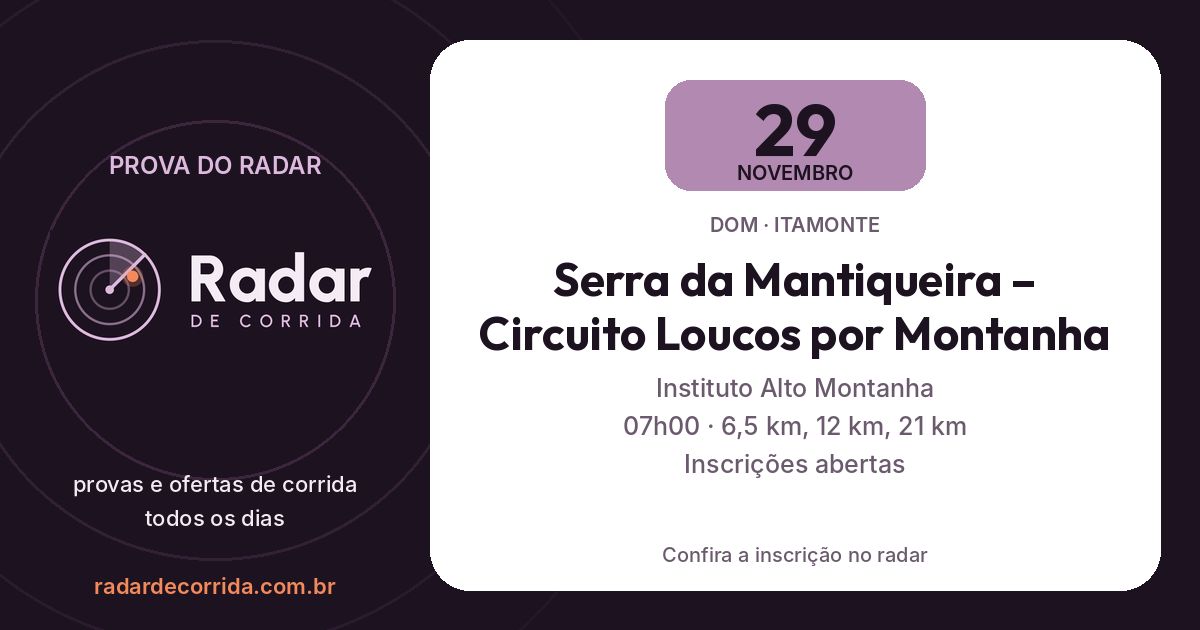 PROVA DO RADAR
Radar
DE CORRIDA
provas e ofertas de corrida
todos os dias
radardecorrida.com.br
29
NOVEMBRO
DOM · ITAMONTE
Serra da Mantiqueira –
Circuito Loucos por Montanha
Instituto Alto Montanha
07h00 · 6,5 km, 12 km, 21 km
Inscrições abertas
Confira a inscrição no radar